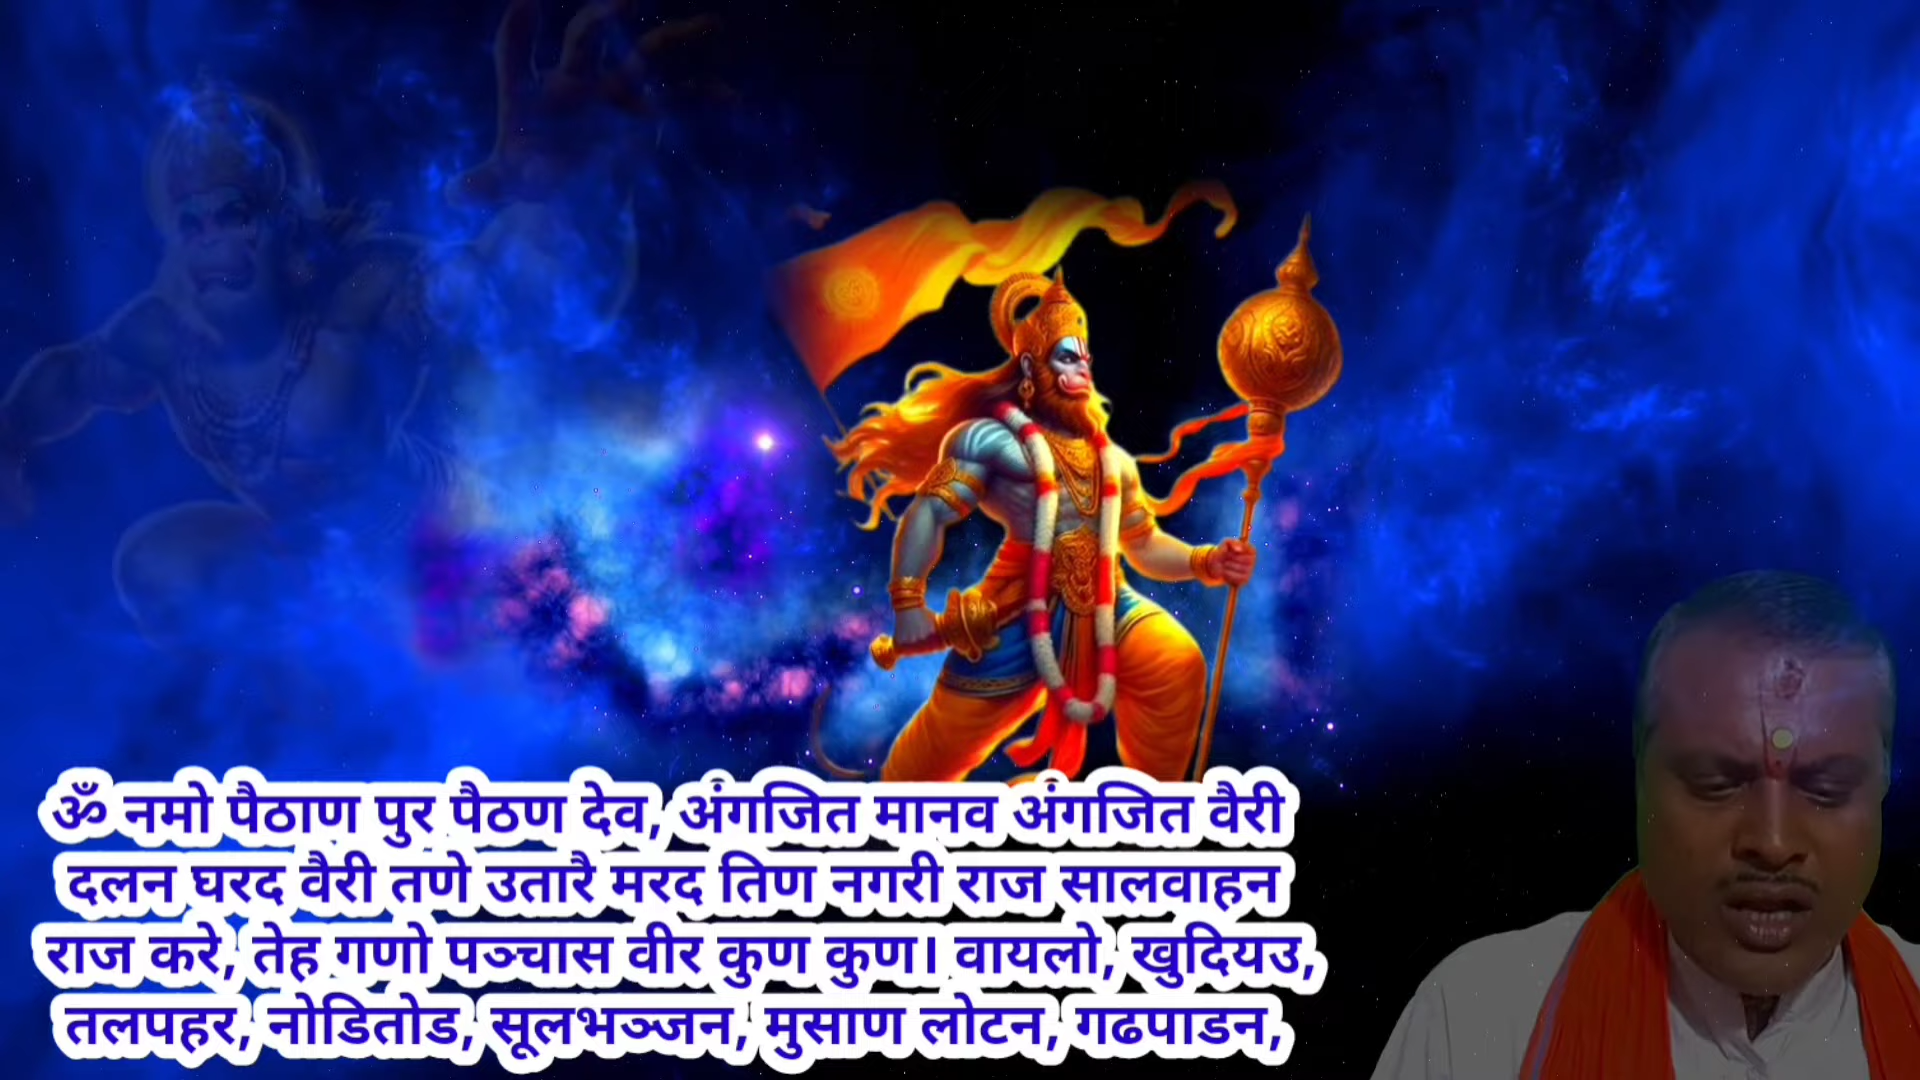 ॐ नमो पैठाण पुर पैठण देव, अंगजित मानव अंगजित वैरी
दलन घरद वैरी तणे उतारै मरद तिण नगरी राज सालवाहन
राज करे, तेह गणो पञ्चास वीर कुण कुण। वायलो, खुदियउ,
तलपहर, नोडितोड, सूलभञ्जन, मुसाण लोटन, गढपाडन,